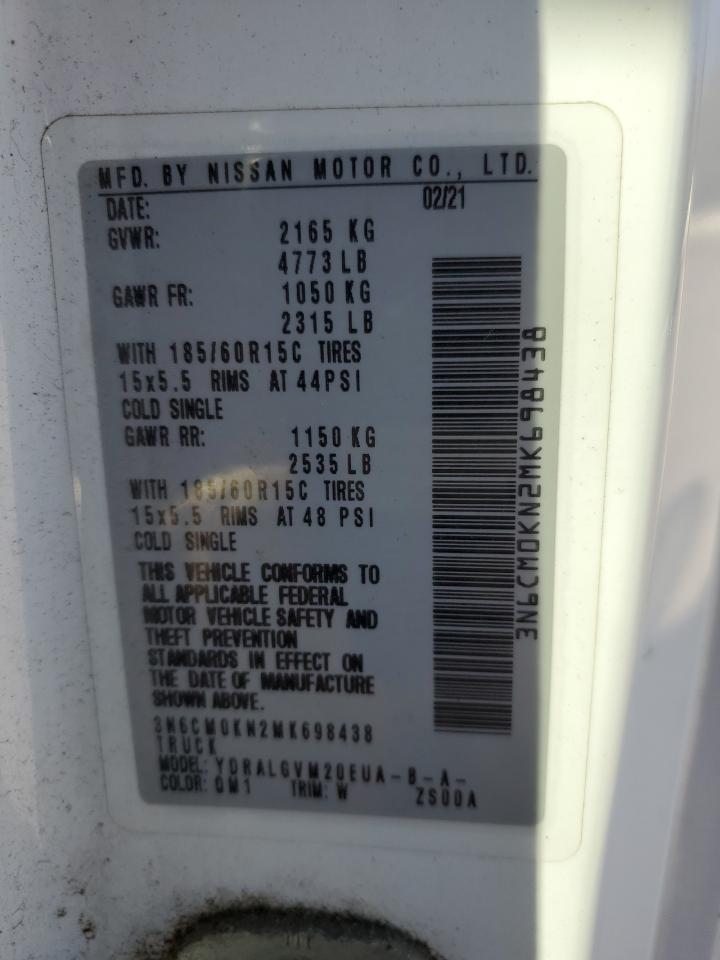 MFD. BY NISSAN MOTOR CO., LTD.
DATE: 02/21
GVWR: 2165 KG
4773 LB
GAWR FR: 1050 KG
2315 LB
WITH 185/60R15C TIRES
15x5.5 RIMS AT 44PSI
COLD SINGLE
GAWR RR: 1150 KG
2535 LB
WITH 185/60R15C TIRES
15x5.5 RIMS AT 48 PSI
COLD SINGLE
THIS VEHICLE CONFORMS TO
ALL APPLICABLE FEDERAL
MOTOR VEHICLE SAFETY AND
THEFT PREVENTION
STANDARDS IN EFFECT ON
THE DATE OF MANUFACTURE
SHOWN ABOVE.
3N6CM0KN2MK698438
TRUCK
MODEL: YDRALGVM20EUA-B-A-
COLOR: QM1 TRIM: W ZS00A
3N6CM0KN2MK698438